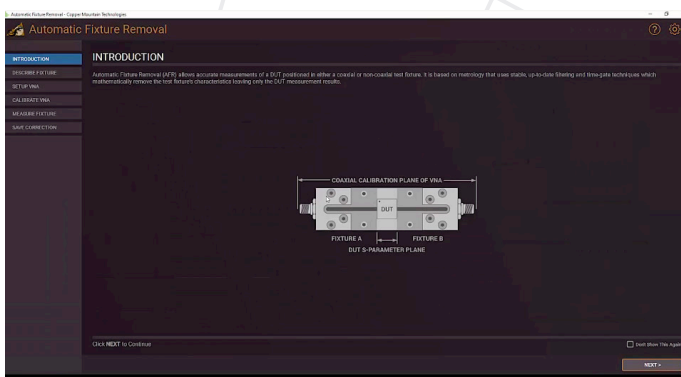 Automatic Fixture Removal - Copper Mountain Technologies
Automatic Fixture Removal
INTRODUCTION
DESCRIBE FIXTURE
SETUP VNA
CALIBRATE VNA
MEASURE FIXTURE
SAVE CORRECTION
INTRODUCTION
Automatic Fixture Removal (AFR) allows accurate measurements of a DUT positioned in either a coaxial or non-coaxial test fixture. It is based on metrology that uses stable, up-to-date filtering and time-gate techniques which
mathematically remove the test fixture's characteristics leaving only the DUT measurement results.
COAXIAL CALIBRATION PLANE OF VNA
DUT
FIXTURE A FIXTURE B
DUT S-PARAMETER PLANE
Click NEXT to Continue
Don't Show This Again
NEXT >